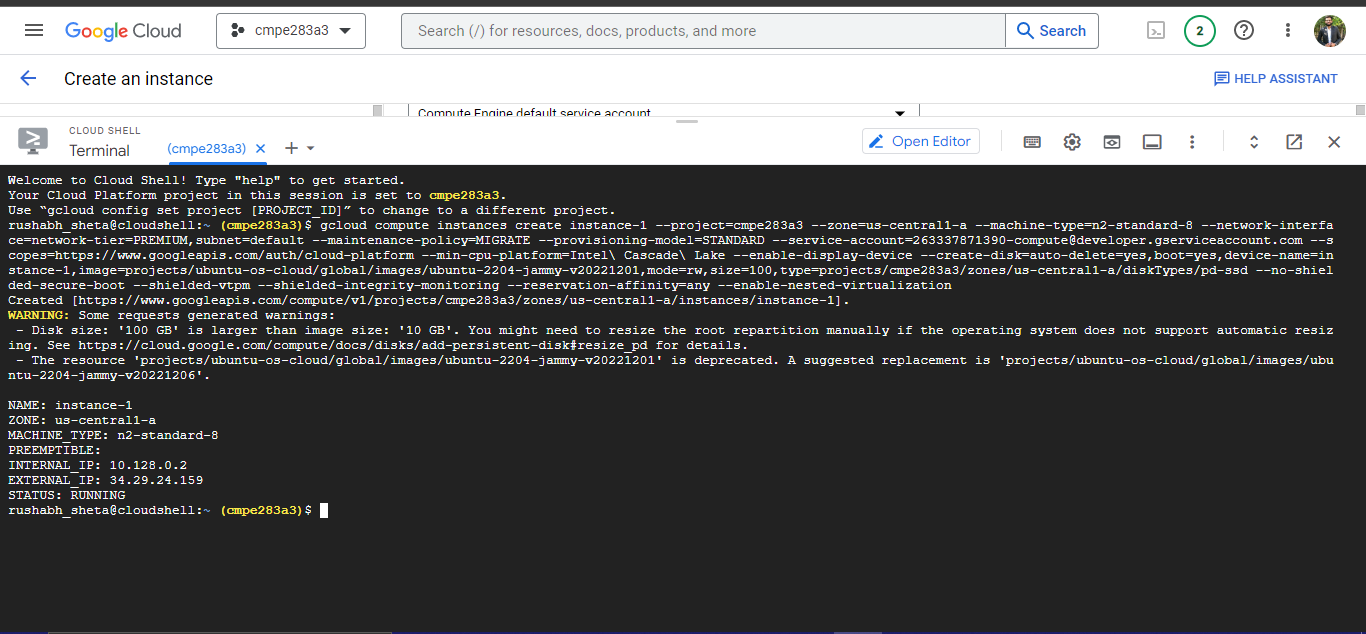 Google Cloud
cmpe283a3
Search (/) for resources, docs, products, and more
Search
2
Create an instance
HELP ASSISTANT
Compute Engine default service account
CLOUD SHELL
Terminal
(cmpe283a3)
Open Editor
Welcome to Cloud Shell! Type "help" to get started.
Your Cloud Platform project in this session is set to cmpe283a3.
Use “gcloud config set project [PROJECT_ID]” to change to a different project.
rushabh_sheta@cloudshell:~ (cmpe283a3)$ gcloud compute instances create instance-1 --project=cmpe283a3 --zone=us-central1-a --machine-type=n2-standard-8 --network-interfa
ce=network-tier=PREMIUM,subnet=default --maintenance-policy=MIGRATE --provisioning-model=STANDARD --service-account=263337871390-compute@developer.gserviceaccount.com --s
copes=https://www.googleapis.com/auth/cloud-platform --min-cpu-platform=Intel\ Cascade\ Lake --enable-display-device --create-disk=auto-delete=yes,boot=yes,device-name=in
stance-1,image=projects/ubuntu-os-cloud/global/images/ubuntu-2204-jammy-v20221201,mode=rw,size=100,type=projects/cmpe283a3/zones/us-central1-a/diskTypes/pd-ssd --no-shiel
ded-secure-boot --shielded-vtpm --shielded-integrity-monitoring --reservation-affinity=any --enable-nested-virtualization
Created [https://www.googleapis.com/compute/v1/projects/cmpe283a3/zones/us-central1-a/instances/instance-1].
WARNING: Some requests generated warnings:
- Disk size: '100 GB' is larger than image size: '10 GB'. You might need to resize the root repartition manually if the operating system does not support automatic resiz
ing. See https://cloud.google.com/compute/docs/disks/add-persistent-disk#resize_pd for details.
- The resource 'projects/ubuntu-os-cloud/global/images/ubuntu-2204-jammy-v20221201' is deprecated. A suggested replacement is 'projects/ubuntu-os-cloud/global/images/ubu
ntu-2204-jammy-v20221206'.
NAME: instance-1
ZONE: us-central1-a
MACHINE_TYPE: n2-standard-8
PREEMPTIBLE:
INTERNAL_IP: 10.128.0.2
EXTERNAL_IP: 34.29.24.159
STATUS: RUNNING
rushabh_sheta@cloudshell:~ (cmpe283a3)$